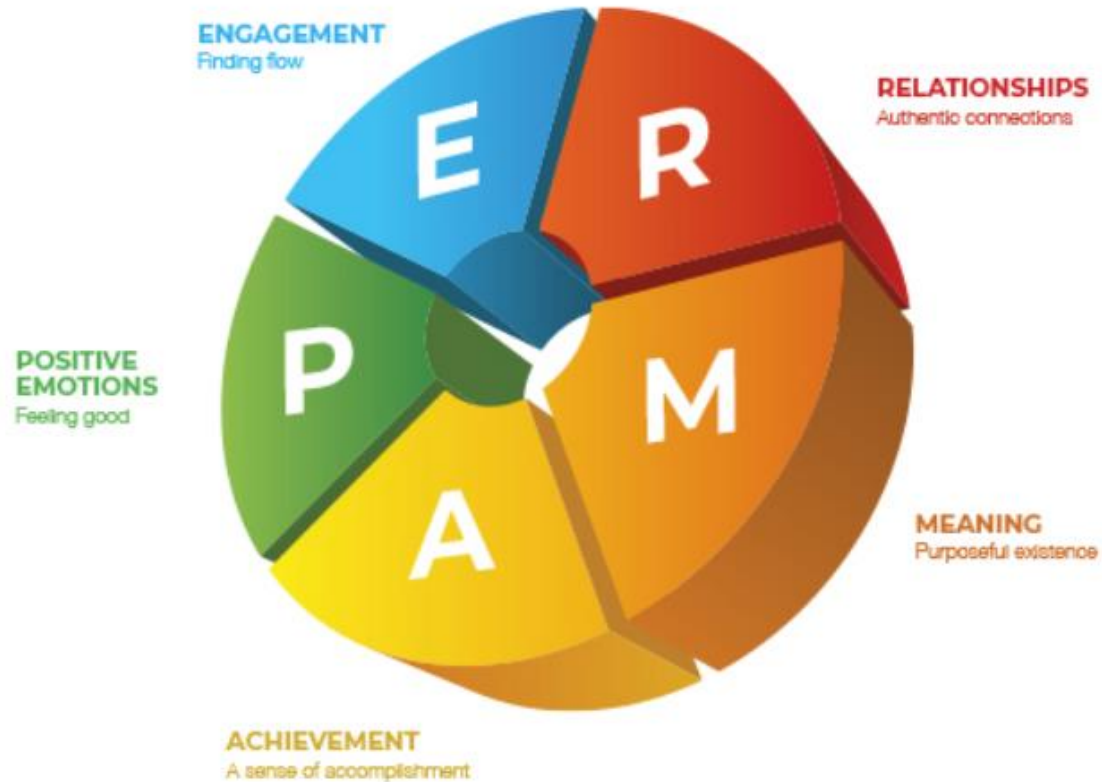 ENGAGEMENT
Finding flow
E
R
RELATIONSHIPS
Authentic connections
POSITIVE
EMOTIONS
Feeling good
P
M
A
MEANING
Purposeful existence
ACHIEVEMENT
A sense of accomplishment